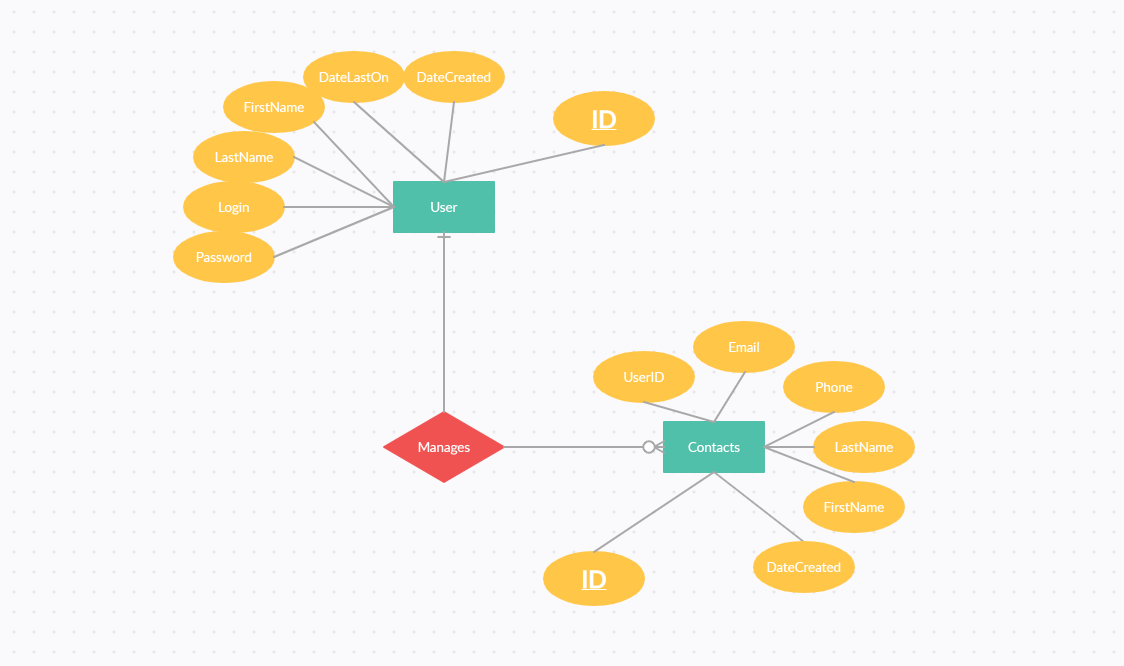 DateLastOn
DateCreated
FirstName
ID
LastName
Login
User
Password
Email
UserID
Phone
Manages
Contacts
LastName
FirstName
DateCreated
ID